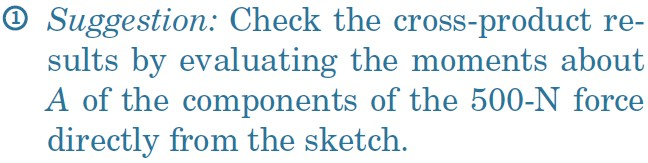 ① Suggestion: Check the cross-product re-
sults by evaluating the moments about
A of the components of the 500-N force
directly from the sketch.